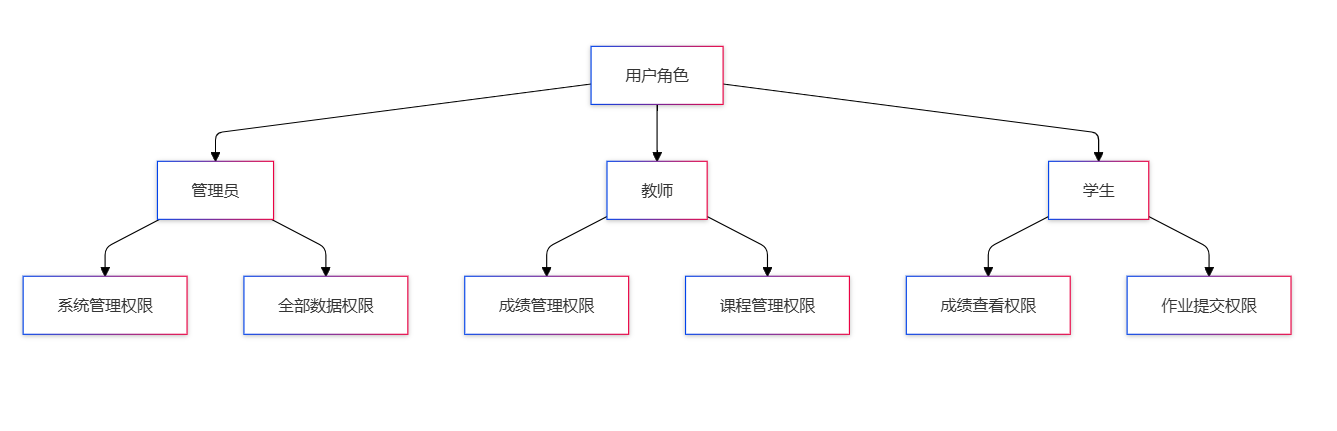 用户角色
管理员
教师
学生
系统管理权限
全部数据权限
成绩管理权限
课程管理权限
成绩查看权限
作业提交权限